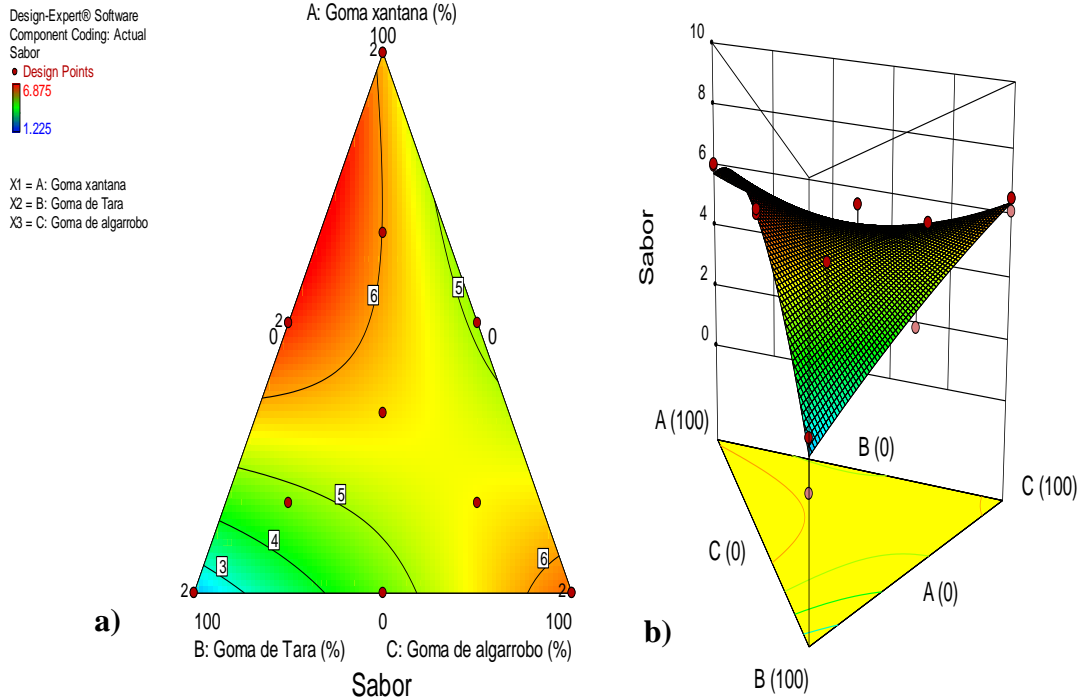 Design-Expert® Software
Component Coding: Actual
Sabor
Design Points
6.875
1.225
X1 = A: Goma xantana
X2 = B: Goma de Tara
X3 = C: Goma de algarrobo
A: Goma xantana (%)
100
2
6
5
2
0
0
5
4
3
6
2
2
100
0
100
B: Goma de Tara (%)
C: Goma de algarrobo (%)
Sabor
a)
10
8
6
4
2
0
Sabor
A (100)
B (0)
C (100)
C (0)
A (0)
B (100)
b)